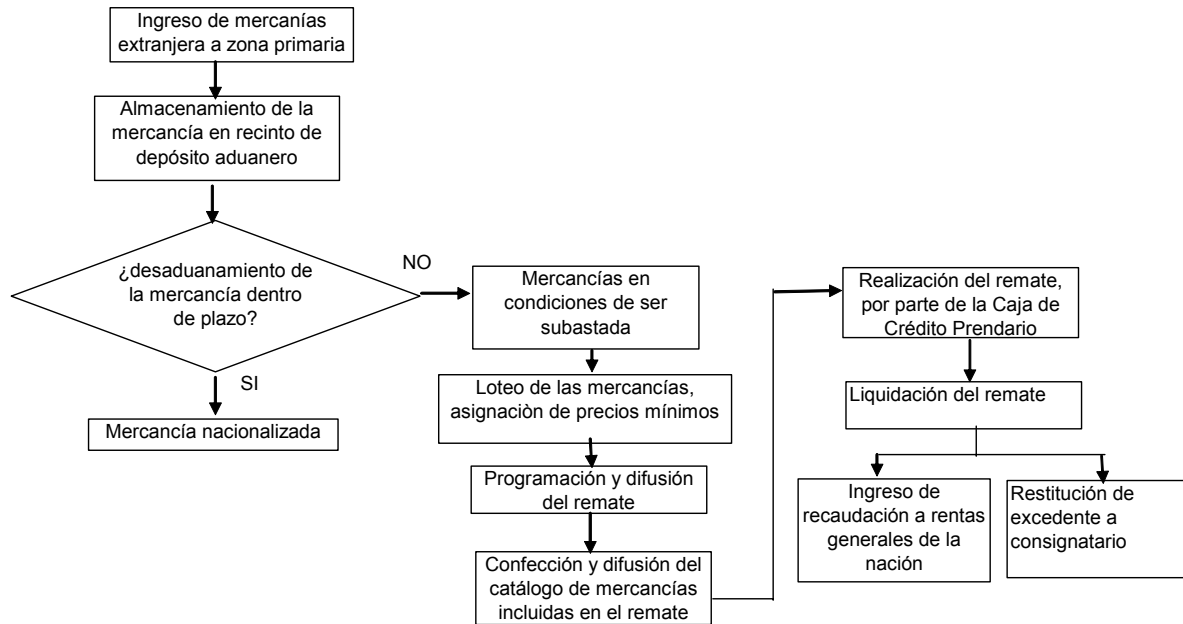 Ingreso de mercanías
extranjera a zona primaria
Almacenamiento de la
mercancía en recinto de
depósito aduanero
¿desaduanamiento de
la mercancía dentro
de plazo?
NO
SI
Mercancía nacionalizada
Mercancías en
condiciones de ser
subastada
Loteo de las mercancías,
asignaciòn de precios mínimos
Programación y difusión
del remate
Confección y difusión del
catálogo de mercancías
incluidas en el remate
Realización del remate,
por parte de la Caja de
Crédito Prendario
Liquidación del remate
Ingreso de
recaudación a rentas
generales de la
nación
Restitución de
excedente a
consignatario